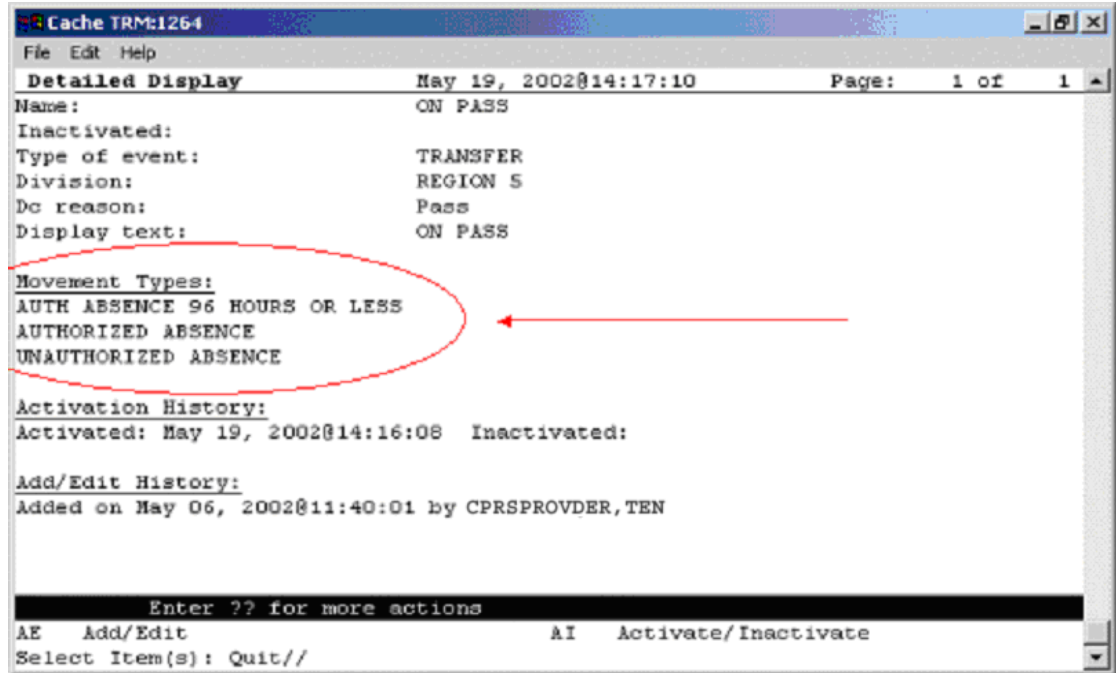 Cache TRM:1264
File Edit Help
Detailed Display May 19, 2002@14:17:10 Page: 1 of 1
Name: ON PASS
Inactivated:
Type of event: TRANSFER
Division: REGION 5
Dc reason: Pass
Display text: ON PASS
Movement Types:
AUTH ABSENCE 96 HOURS OR LESS
AUTHORIZED ABSENCE
UNAUTHORIZED ABSENCE
Activation History:
Activated: May 19, 2002@14:16:08 Inactivated:
Add/Edit History:
Added on May 06, 2002@11:40:01 by CPRSPROVDER,TEN
Enter ?? for more actions
AE Add/Edit AI Activate/Inactivate
Select Item(s): Quit//